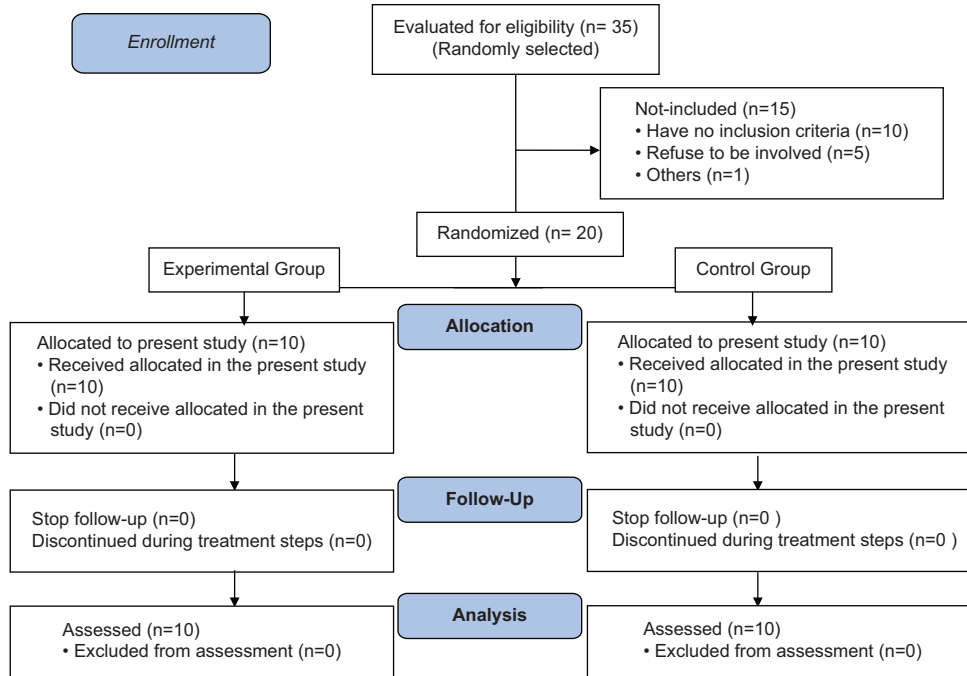 Enrollment
Evaluated for eligibility (n= 35)
(Randomly selected)
Not-included (n=15)
• Have no inclusion criteria (n=10)
• Refuse to be involved (n=5)
• Others (n=1)
Randomized (n= 20)
Experimental Group
Control Group
Allocation
Allocated to present study (n=10)
• Received allocated in the present study
(n=10)
• Did not receive allocated in the present
study (n=0)
Allocated to present study (n=10)
• Received allocated in the present study
(n=10)
• Did not receive allocated in the present
study (n=0)
Follow-Up
Stop follow-up (n=0)
Discontinued during treatment steps (n=0)
Stop follow-up (n=0 )
Discontinued during treatment steps (n=0 )
Analysis
Assessed (n=10)
• Excluded from assessment (n=0)
Assessed (n=10)
• Excluded from assessment (n=0)